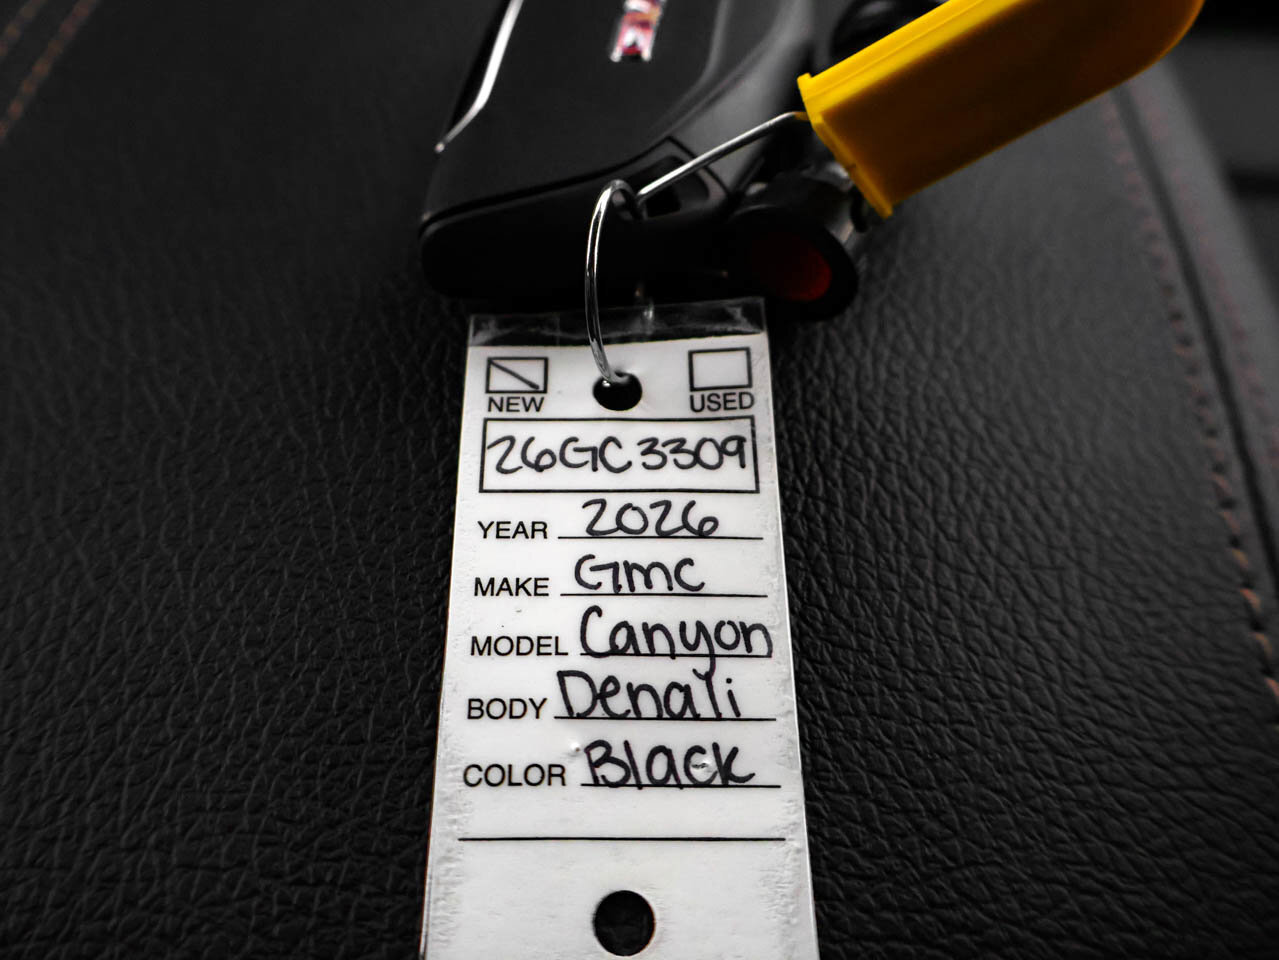 NEW USED
26GC3309
YEAR 2026
MAKE GMC
MODEL Canyon
BODY Denali
COLOR Black